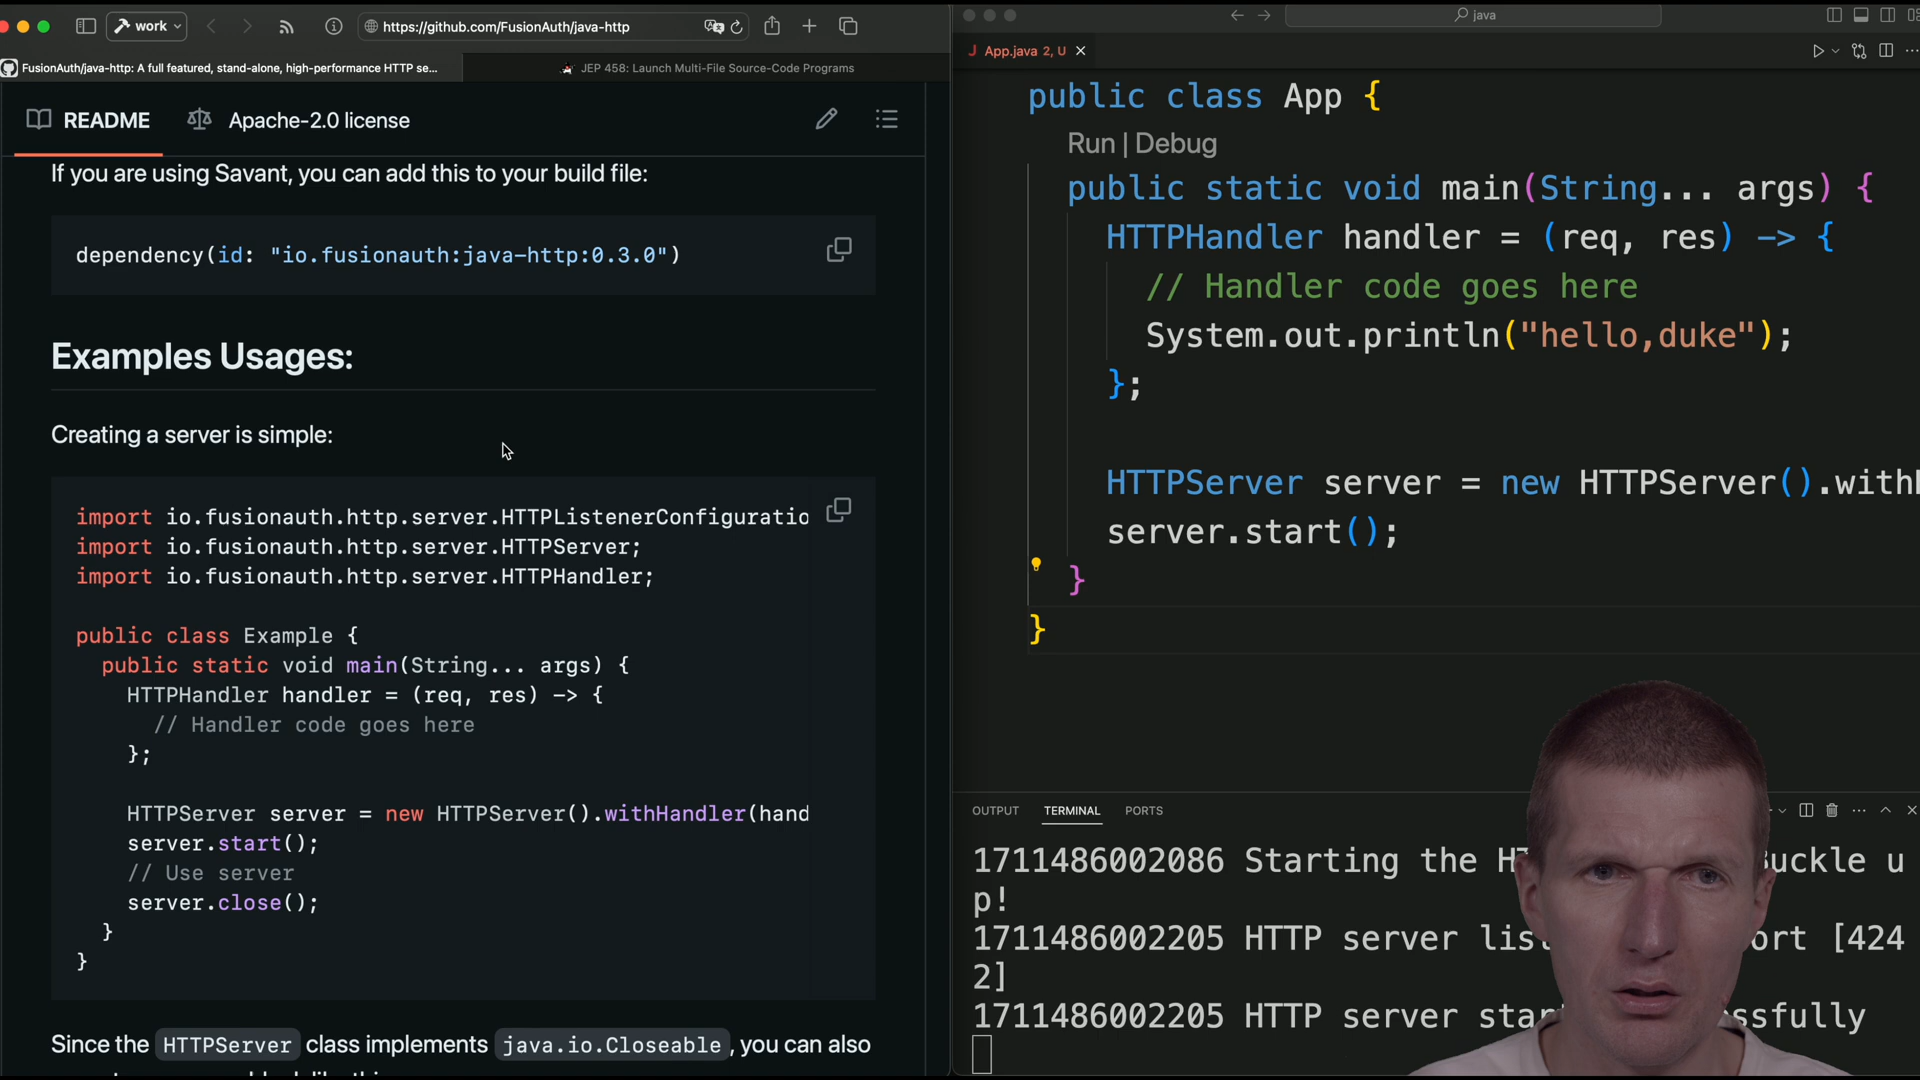 work
https://github.com/FusionAuth/java-http
FusionAuth/java-http: A full featured, stand-alone, high-performance HTTP se...
JEP 458: Launch Multi-File Source-Code Programs
README
Apache-2.0 license
If you are using Savant, you can add this to your build file:
dependency(id: "io.fusionauth:java-http:0.3.0")
Examples Usages:
Creating a server is simple:
import io.fusionauth.http.server.HTTPListenerConfiguratio
import io.fusionauth.http.server.HTTPServer;
import io.fusionauth.http.server.HTTPHandler;
public class Example {
public static void main(String... args) {
HTTPHandler handler = (req, res) -> {
// Handler code goes here
};
HTTPServer server = new HTTPServer().withHandler(hand
server.start();
// Use server
server.close();
}
}
Since the HTTPServer class implements java.io.Closeable, you can also
java
J App.java 2, U
public class App {
Run | Debug
public static void main(String... args) {
HTTPHandler handler = (req, res) -> {
// Handler code goes here
System.out.println("hello,duke");
};
HTTPServer server = new HTTPServer().withH
server.start();
}
}
OUTPUT TERMINAL PORTS
1711486002086 Starting the uckle u
p!
1711486002205 HTTP server ort [424
2]
1711486002205 HTTP server ssfully